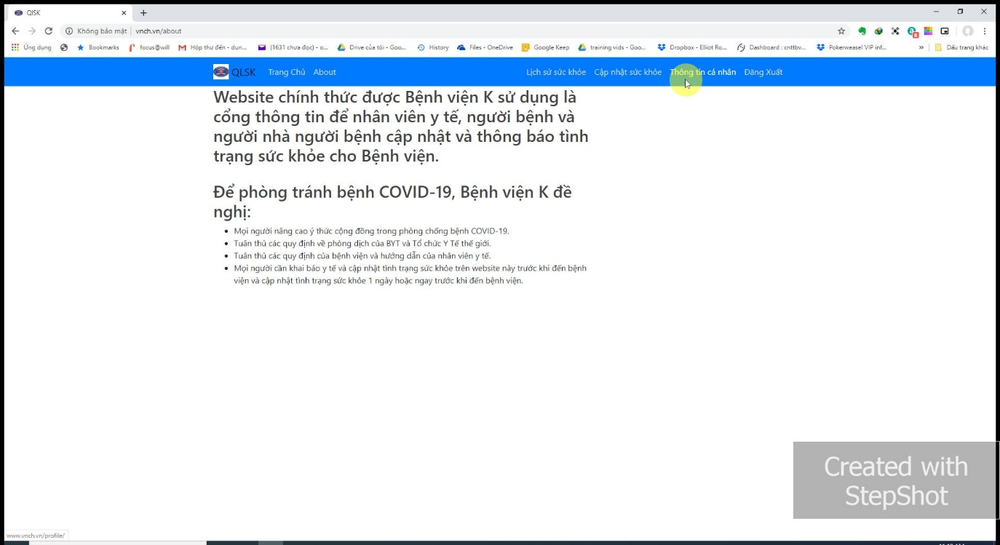 QISK
Không bảo mật | vnch.vn/about
Ứng dụng Bookmarks focus@will Hộp thư đến - dun... (1631 chưa đọc) - o... Drive của tôi - Goo... History Files - OneDrive Google Keep training vids - Goo... Dropbox - Elliot Ro... Dashboard : cnttbv... Pokerweasel VIP inf... » Dấu trang khác
QLSK Trang Chủ About Lịch sử sức khỏe Cập nhật sức khỏe Thông tin cá nhân Đăng Xuất
Website chính thức được Bệnh viện K sử dụng là
cổng thông tin để nhân viên y tế, người bệnh và
người nhà người bệnh cập nhật và thông báo tình
trạng sức khỏe cho Bệnh viện.
Để phòng tránh bệnh COVID-19, Bệnh viện K đề
nghị:
Mọi người nâng cao ý thức cộng đồng trong phòng chống bệnh COVID-19.
Tuân thủ các quy định về phòng dịch của BYT và Tổ chức Y Tế thế giới.
Tuân thủ các quy định của bệnh viện và hướng dẫn của nhân viên y tế.
Mọi người cần khai báo y tế và cập nhật tình trạng sức khỏe trên website này trước khi đến bệnh
viện và cập nhật tình trạng sức khỏe 1 ngày hoặc ngay trước khi đến bệnh viện.
Created with
StepShot
www.vnch.vn/profile/